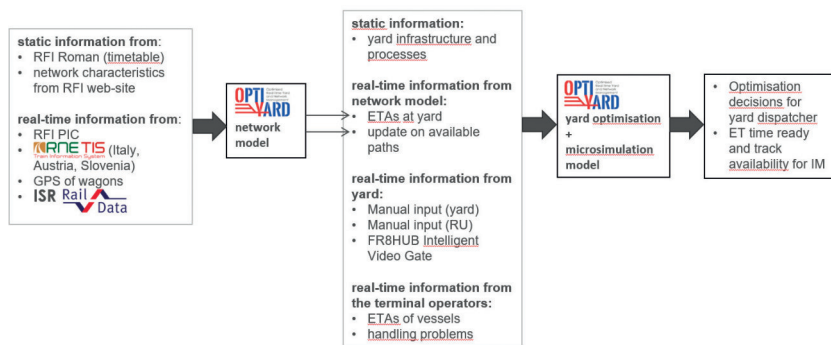 static information from:
• RFI Roman (timetable)
• network characteristics
from RFI web-site
real-time information from:
• RFI PIC
• RNE TIS (Italy,
Train Information System
Austria, Slovenia)
• GPS of wagons
• ISR Rail
Data
OPTI
YARD
network
model
static information:
• yard infrastructure and
processes
real-time information from
network model:
• ETAs at yard
• update on available
paths
real-time information from
yard:
• Manual input (yard)
• Manual input (RU)
• FR8HUB Intelligent
Video Gate
real-time information from
the terminal operators:
• ETAs of vessels
• handling problems
OPTI
YARD
yard optimisation
+
microsimulation
model
• Optimisation
decisions for
yard dispatcher
• ET time ready
and track
availability for IM